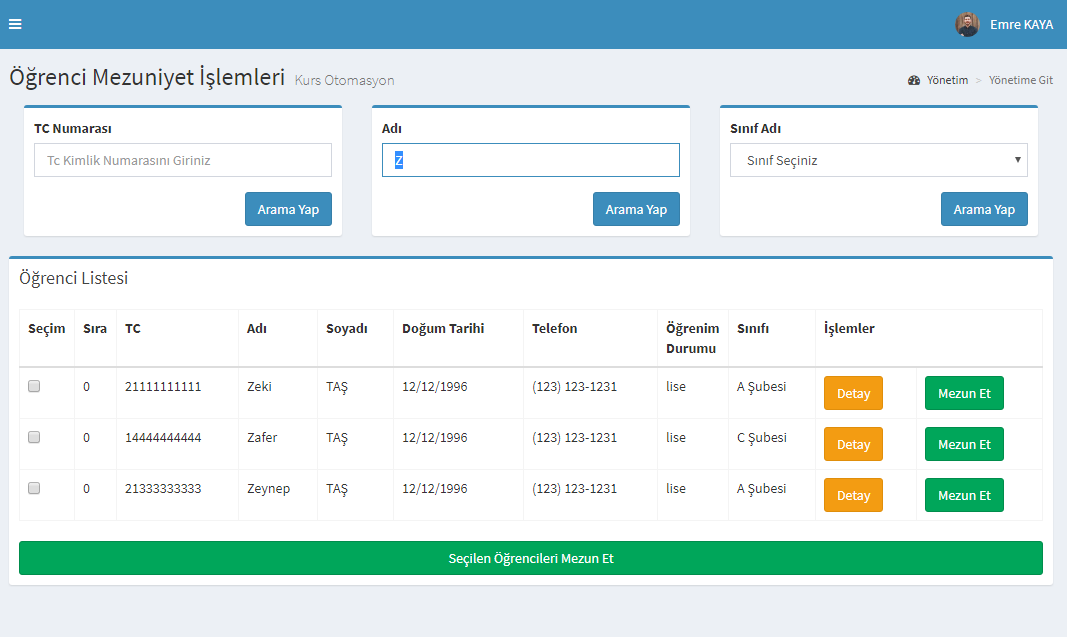 Emre KAYA
Öğrenci Mezuniyet İşlemleri Kurs Otomasyon
Yönetim > Yönetime Git
TC Numarası
Tc Kimlik Numarasını Giriniz
Arama Yap
Adı
Z
Arama Yap
Sınıf Adı
Sınıf Seçiniz
Arama Yap
Öğrenci Listesi
Seçim Sıra TC Adı Soyadı Doğum Tarihi Telefon Öğrenim Durumu Sınıfı İşlemler
0 21111111111 Zeki TAŞ 12/12/1996 (123) 123-1231 lise A Şubesi Detay Mezun Et
0 14444444444 Zafer TAŞ 12/12/1996 (123) 123-1231 lise C Şubesi Detay Mezun Et
0 21333333333 Zeynep TAŞ 12/12/1996 (123) 123-1231 lise A Şubesi Detay Mezun Et
Seçilen Öğrencileri Mezun Et